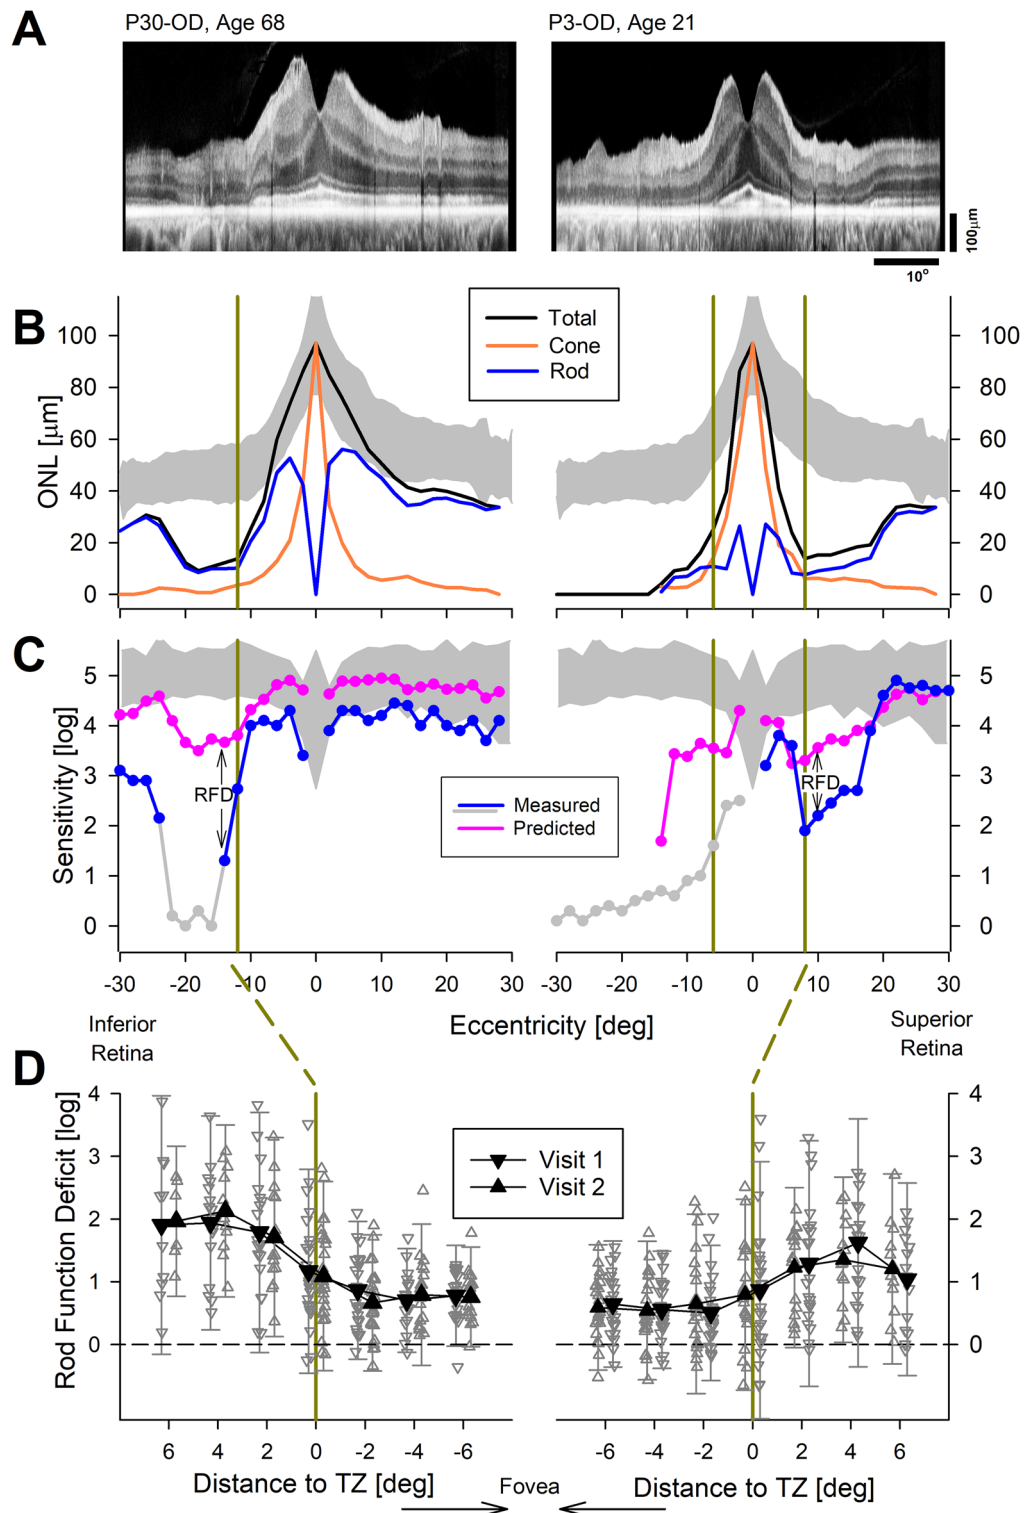 A
P30-OD, Age 68
P3-OD, Age 21
100μm
10°
B
Total
Cone
Rod
ONL [μm]
100
80
60
40
20
0
100
80
60
40
20
0
C
Sensitivity [log]
5
4
3
2
1
0
RFD
Measured
Predicted
RFD
5
4
3
2
1
0
-30 -20 -10 0 10 20 30
-30 -20 -10 0 10 20 30
Eccentricity [deg]
Inferior
Retina
Superior
Retina
D
Rod Function Deficit [log]
4
3
2
1
0
Visit 1
Visit 2
4
3
2
1
0
6 4 2 0 -2 -4 -6
-6 -4 -2 0 2 4 6
Distance to TZ [deg]
Fovea
Distance to TZ [deg]